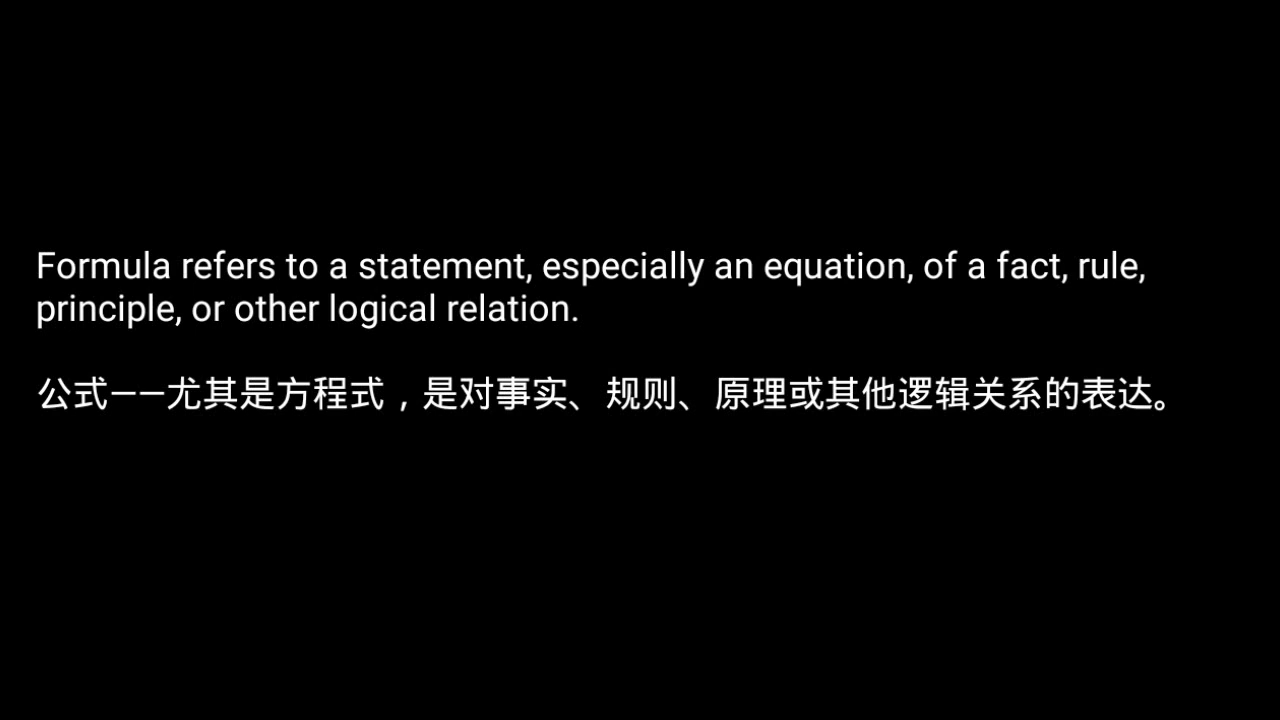 Formula refers to a statement, especially an equation, of a fact, rule,
principle, or other logical relation.
公式——尤其是方程式，是对事实、规则、原理或其他逻辑关系的表达。